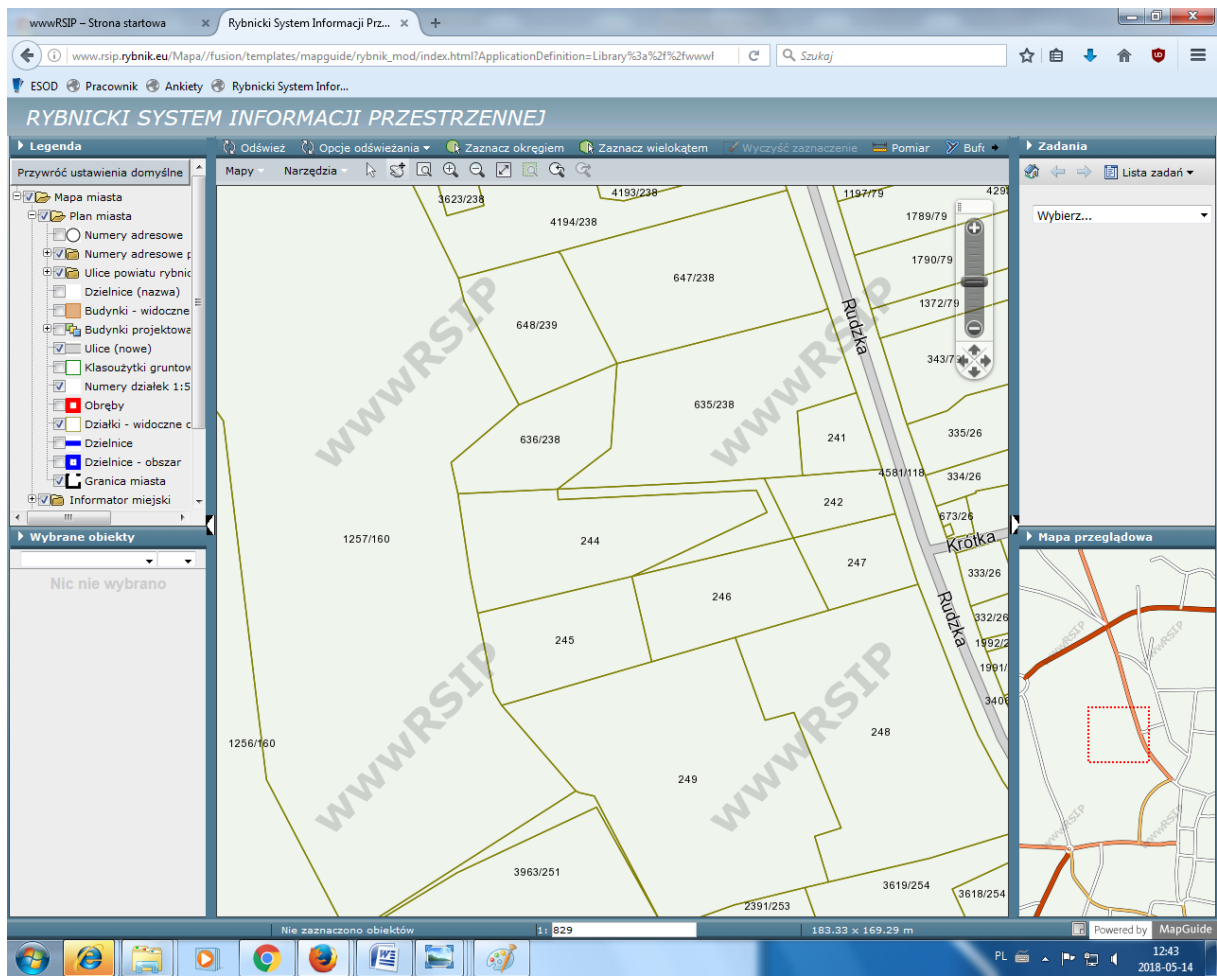 wwwRSIP – Strona startowa
Rybnicki System Informacji Prz...
www.rsip.rybnik.eu/Mapa//fusion/templates/mapguide/rybnik_mod/index.html?ApplicationDefinition=Library%3a%2f%2fwwwl
Szukaj
ESOD Pracownik Ankiety Rybnicki System Infor...
RYBNICKI SYSTEM INFORMACJI PRZESTRZENNEJ
Legenda
Przywróć ustawienia domyślne
Mapa miasta
Plan miasta
Numery adresowe
Numery adresowe p
Ulice powiatu rybnic
Dzielnice (nazwa)
Budynki - widoczne
Budynki projektowa
Ulice (nowe)
Klasoużytki gruntow
Numery działek 1:5
Obręby
Działki - widoczne o
Dzielnice
Dzielnice - obszar
Granica miasta
Informator miejski
Wybrane obiekty
Nic nie wybrano
Odśwież Opcje odświeżania Zaznacz okręgiem Zaznacz wielokątem Wyczyść zaznaczenie Pomiar Bufo
Mapy Narzędzia
3623/238
4193/238
1197/79
4194/238
1789/79
1790/79
647/238
1372/79
Rudzka
648/239
343/7
635/238
335/26
636/238
241
4581/118
334/26
242
673/26
Krótka
1257/160
244
247
333/26
246
Rudzka
332/26
245
1992/2
1991/
3406
248
1256/160
249
3963/251
3619/254
3618/254
2391/253
wwwRSIP
wwwRSIP
wwwRSIP
wwwRSIP
Zadania
Lista zadań
Wybierz...
Mapa przeglądowa
wwwRSIP
wwwRSIP
wwwRSIP
wwwRSIP
Nie zaznaczono obiektów
1: 829
183.33 x 169.29 m
Powered by MapGuide
PL
12:43
2018-05-14